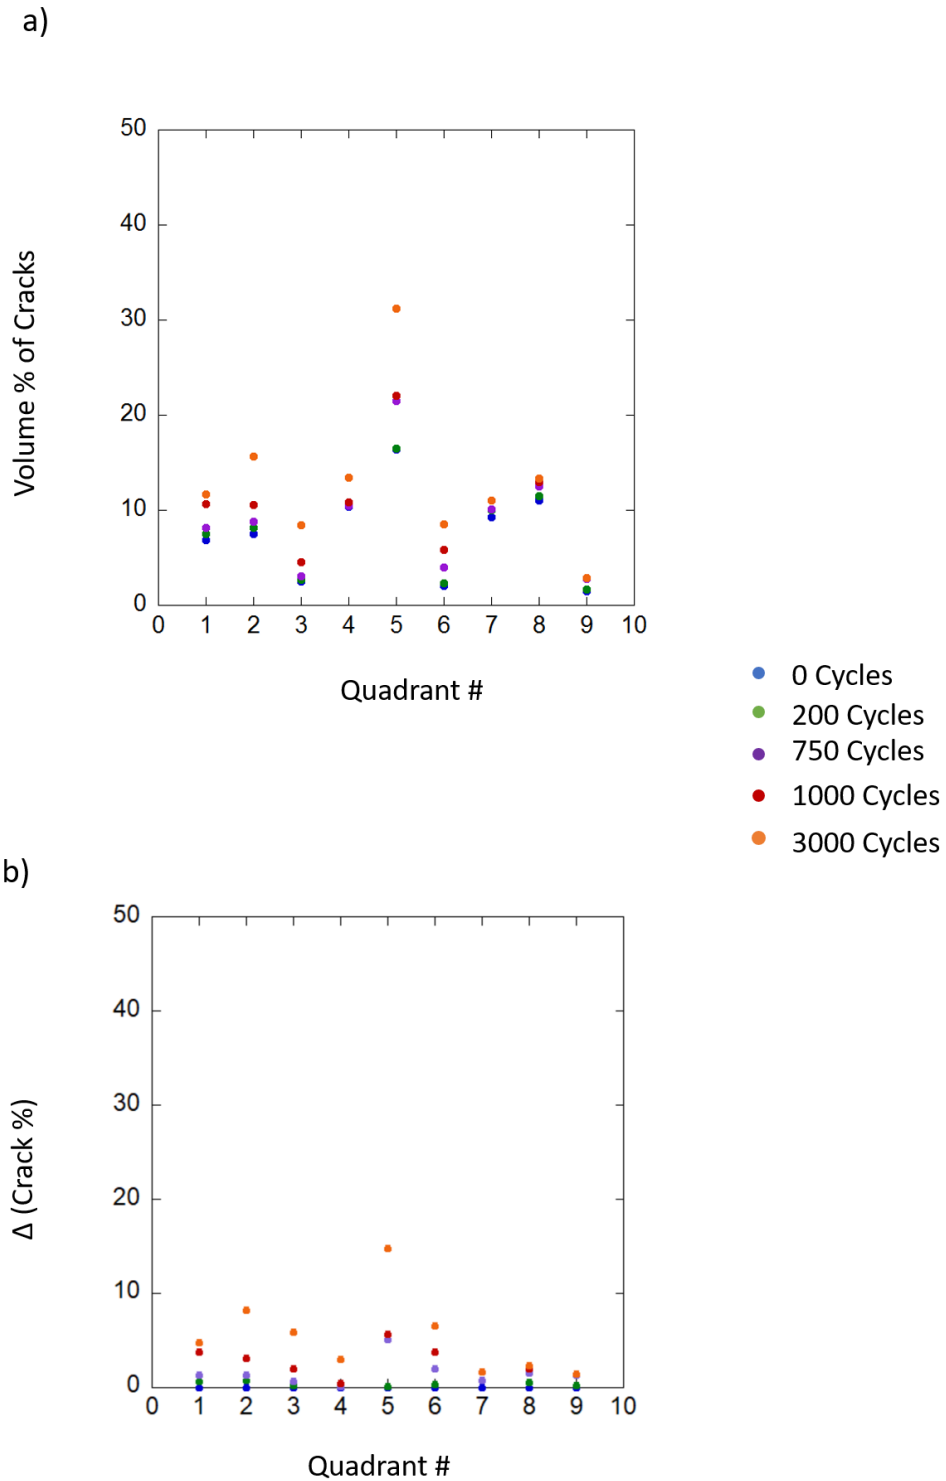 a)
50
40
30
20
10
0
0 1 2 3 4 5 6 7 8 9 10
Volume % of Cracks
Quadrant #
0 Cycles
200 Cycles
750 Cycles
1000 Cycles
3000 Cycles
b)
50
40
30
20
10
0
0 1 2 3 4 5 6 7 8 9 10
Δ (Crack %)
Quadrant #